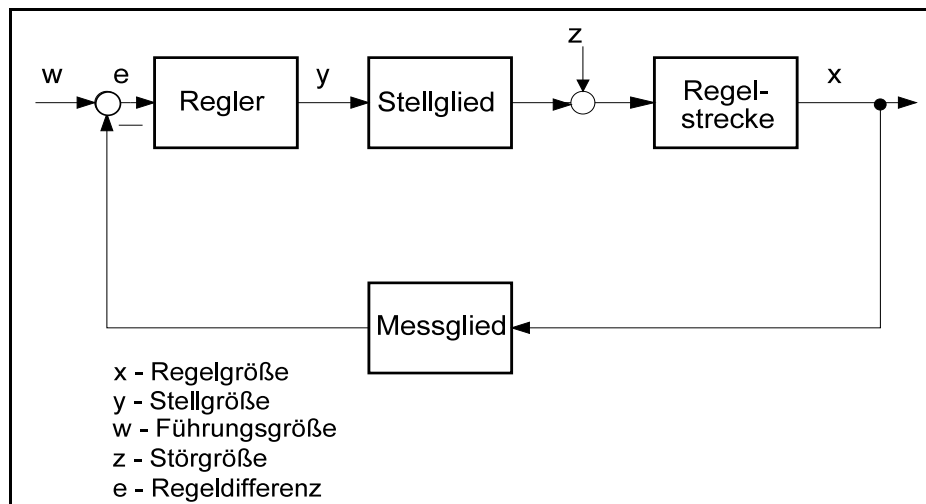 z
w
e
y
x
Regler
Stellglied
Regel-
strecke
Messglied
x - Regelgröße
y - Stellgröße
w - Führungsgröße
z - Störgröße
e - Regeldifferenz